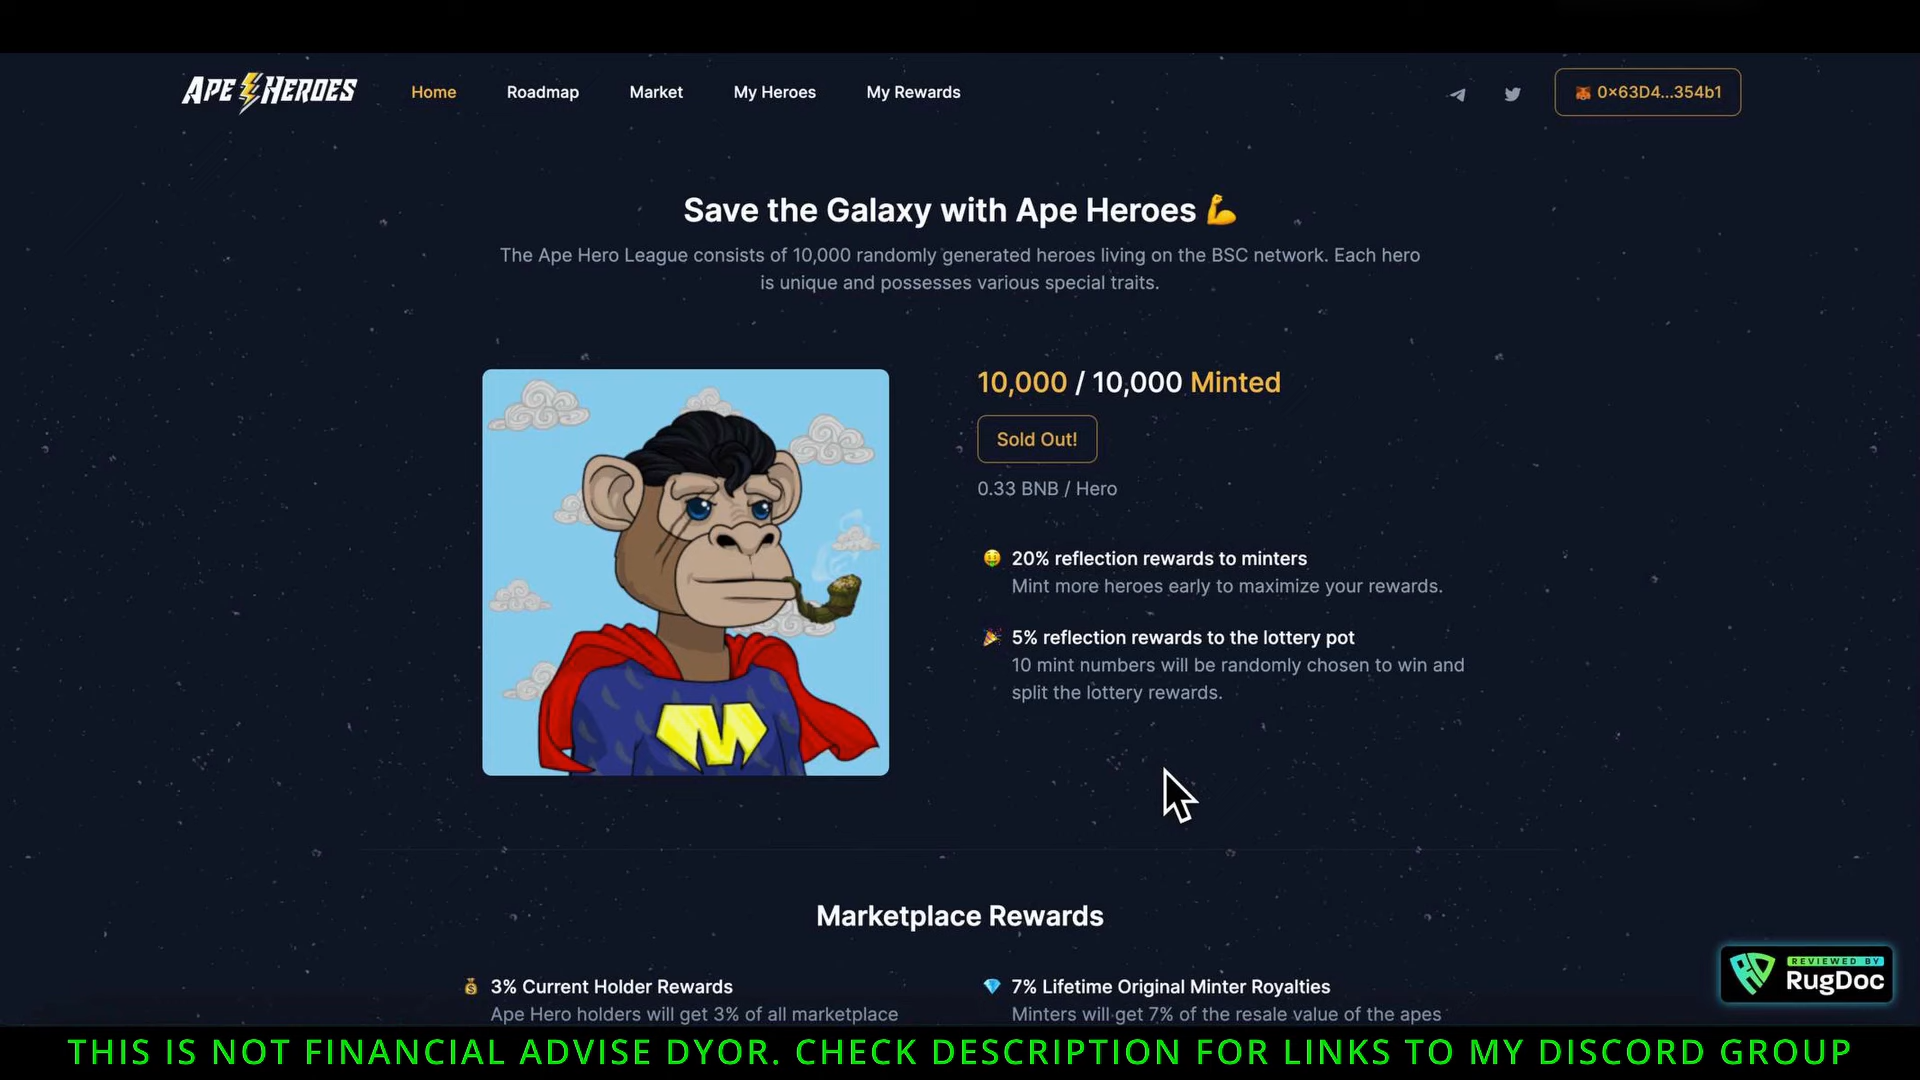 APE HEROES
Home
Roadmap
Market
My Heroes
My Rewards
0×63D4...354b1
Save the Galaxy with Ape Heroes 💪
The Ape Hero League consists of 10,000 randomly generated heroes living on the BSC network. Each hero
is unique and possesses various special traits.
10,000 / 10,000 Minted
Sold Out!
0.33 BNB / Hero
🤑 20% reflection rewards to minters
Mint more heroes early to maximize your rewards.
🎉 5% reflection rewards to the lottery pot
10 mint numbers will be randomly chosen to win and
split the lottery rewards.
M
Marketplace Rewards
💰 3% Current Holder Rewards
Ape Hero holders will get 3% of all marketplace
💎 7% Lifetime Original Minter Royalties
Minters will get 7% of the resale value of the apes
REVIEWED BY
RugDoc
THIS IS NOT FINANCIAL ADVISE DYOR. CHECK DESCRIPTION FOR LINKS TO MY DISCORD GROUP